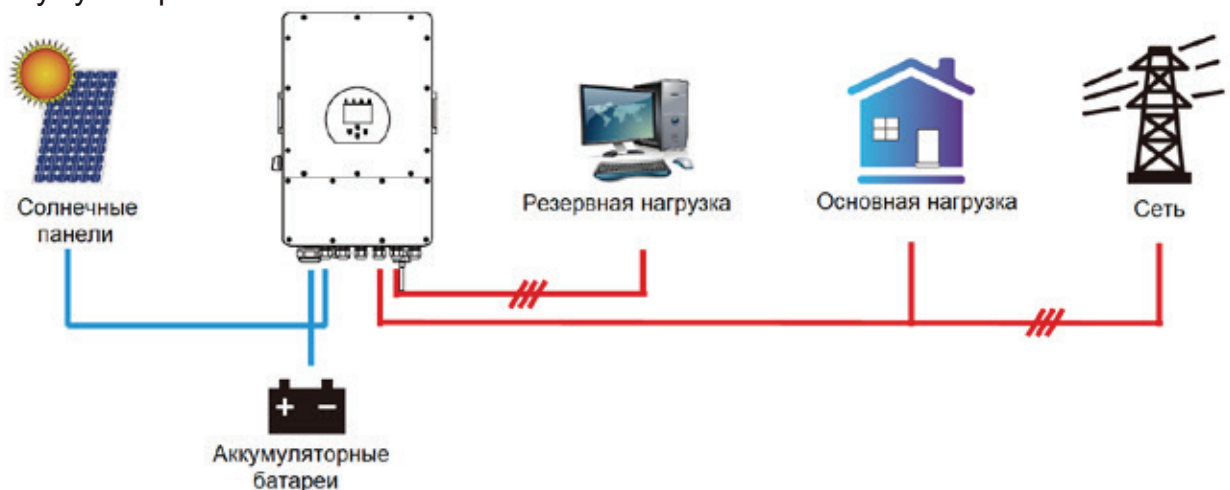 Солнечные
панели
Резервная нагрузка
Основная нагрузка
Сеть
Аккумуляторные
батареи